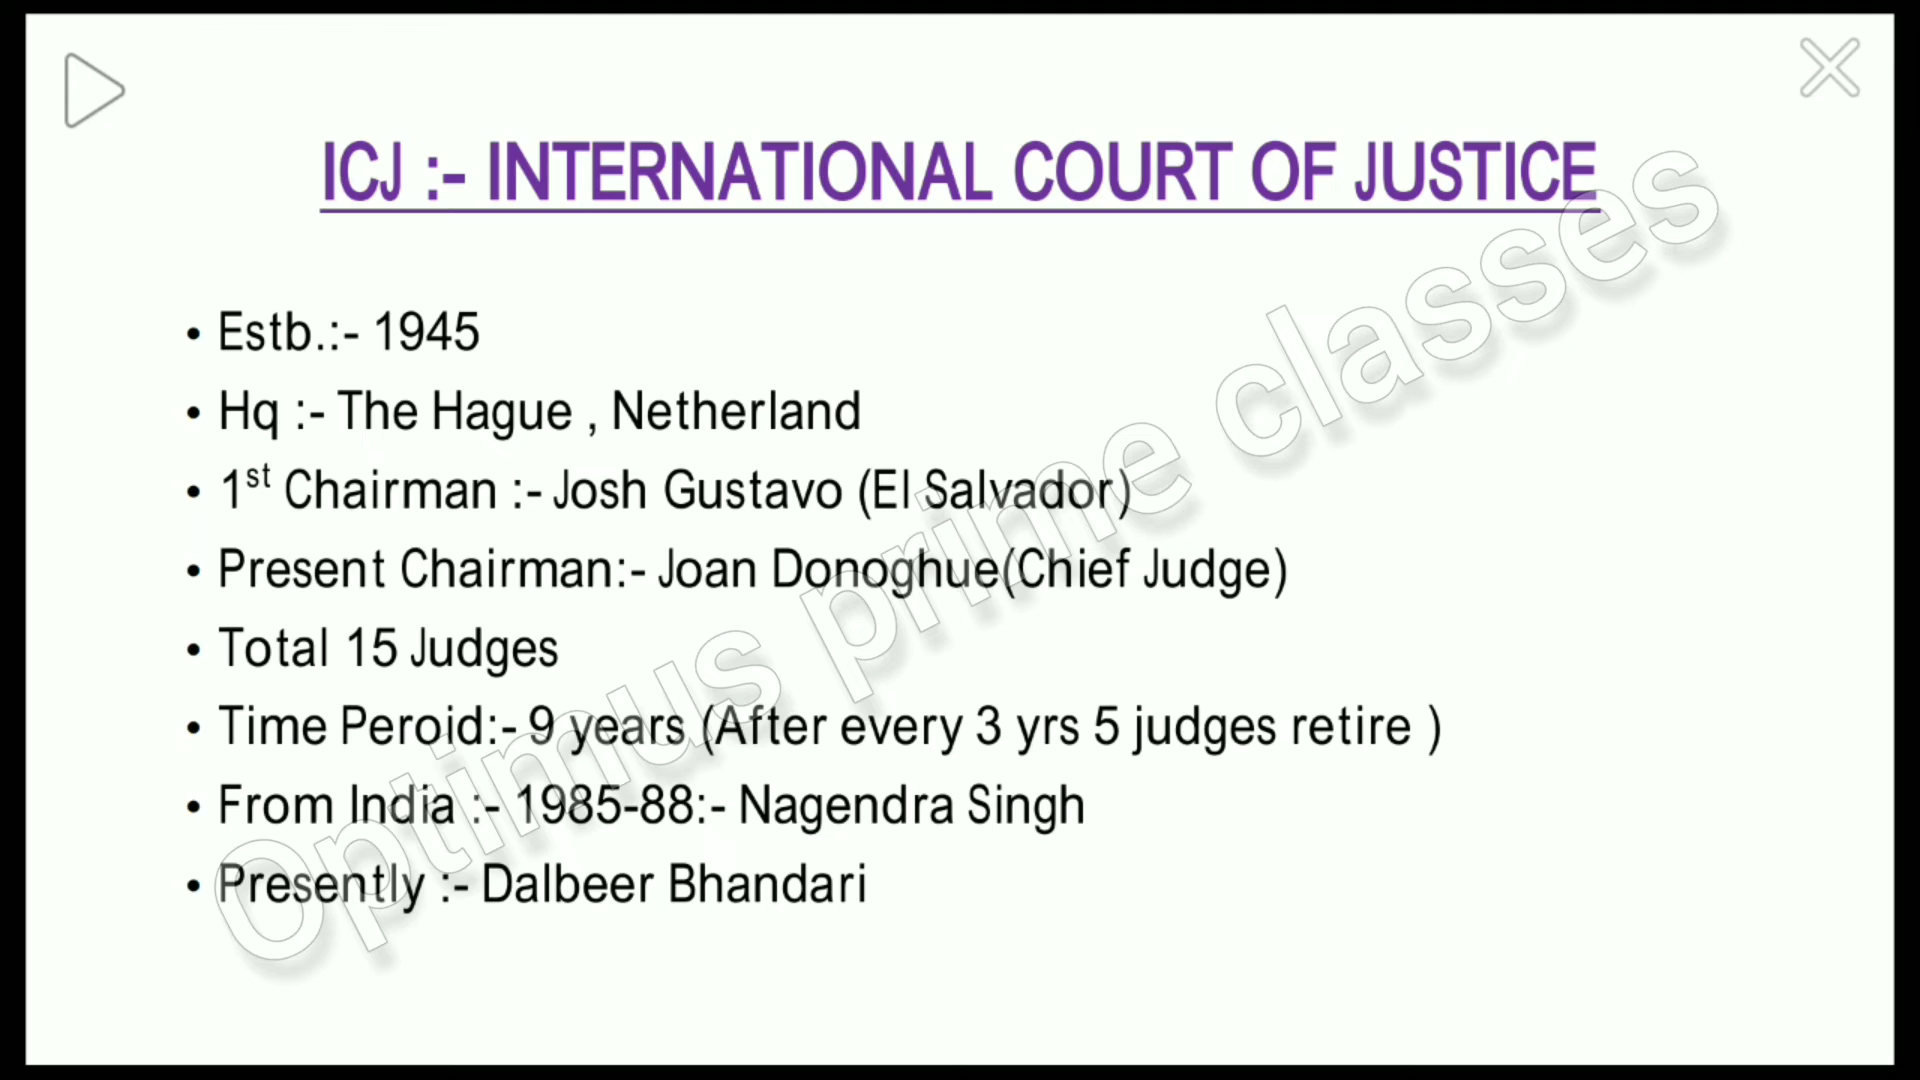 ICJ :- INTERNATIONAL COURT OF JUSTICE
• Estb.:- 1945
• Hq :- The Hague , Netherland
• 1st Chairman :- Josh Gustavo (El Salvador)
• Present Chairman:- Joan Donoghue(Chief Judge)
• Total 15 Judges
• Time Peroid:- 9 years (After every 3 yrs 5 judges retire )
• From India :- 1985-88:- Nagendra Singh
• Presently :- Dalbeer Bhandari
Optimus prime classes